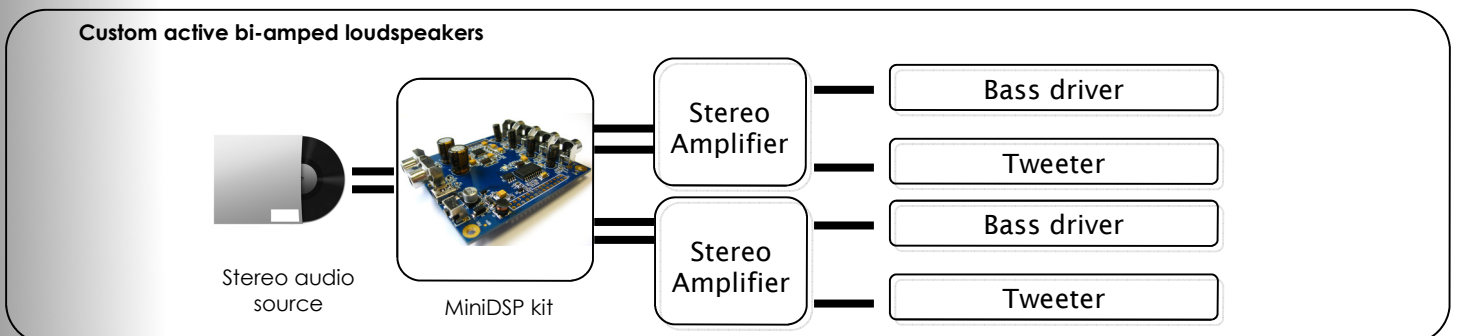 Custom active bi-amped loudspeakers
Stereo audio
source
MiniDSP kit
Stereo
Amplifier
Stereo
Amplifier
Bass driver
Tweeter
Bass driver
Tweeter